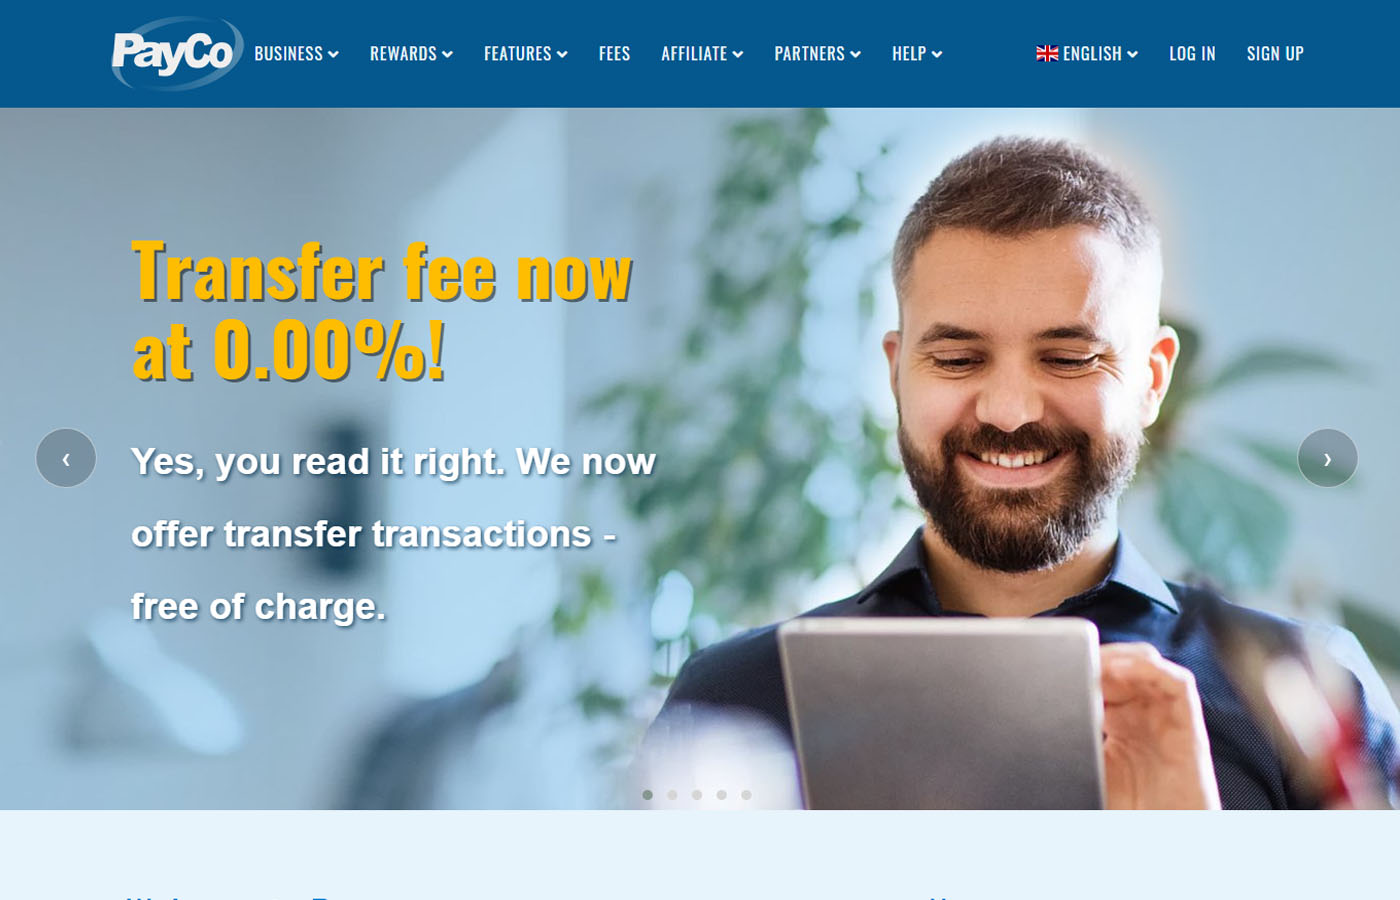 PayCo
BUSINESS REWARDS FEATURES FEES AFFILIATE PARTNERS HELP ENGLISH LOG IN SIGN UP
Transfer fee now
at 0.00%!
Yes, you read it right. We now
offer transfer transactions -
free of charge.